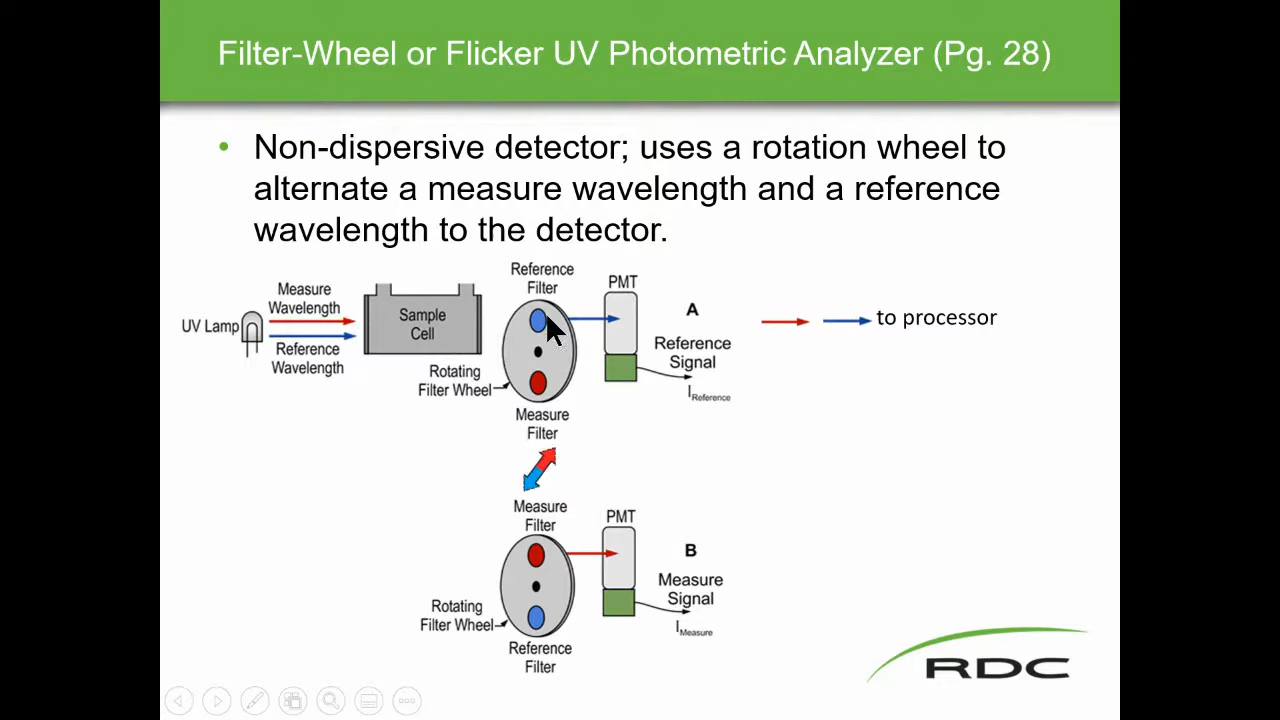 Filter-Wheel or Flicker UV Photometric Analyzer (Pg. 28)
• Non-dispersive detector; uses a rotation wheel to
alternate a measure wavelength and a reference
wavelength to the detector.
Reference
Filter
PMT
Measure
Wavelength
UV Lamp
Reference
Wavelength
Sample
Cell
Rotating
Filter Wheel
Measure
Filter
A
Reference
Signal
I Reference
to processor
Measure
Filter
PMT
B
Measure
Signal
I Measure
Rotating
Filter Wheel
Reference
Filter
RDC